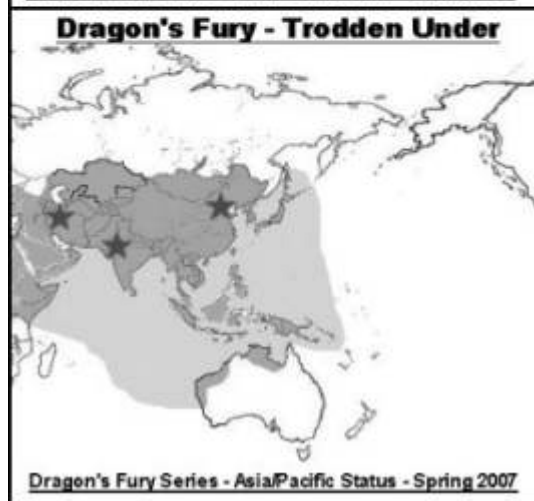 Dragon's Fury - Trodden Under
Dragon's Fury Series - Asia/Pacific Status - Spring 2007